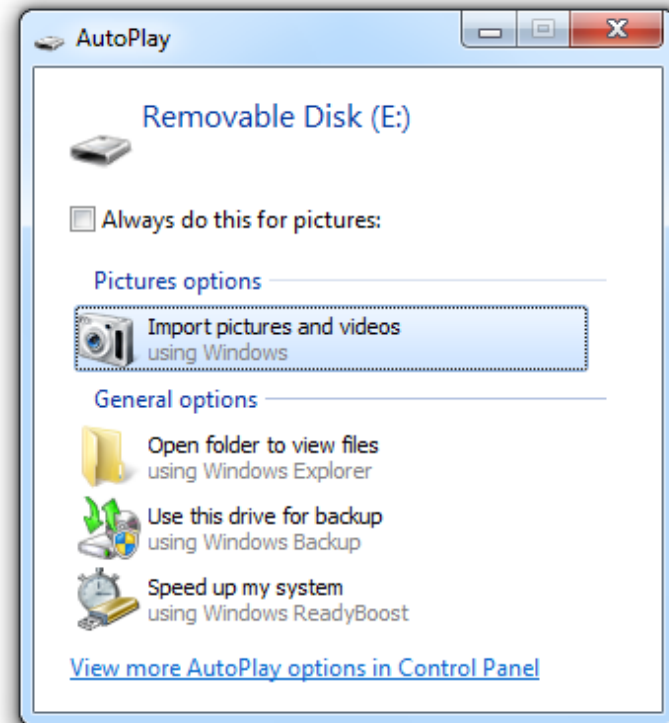 AutoPlay
Removable Disk (E:)
Always do this for pictures:
Pictures options
Import pictures and videos
using Windows
General options
Open folder to view files
using Windows Explorer
Use this drive for backup
using Windows Backup
Speed up my system
using Windows ReadyBoost
View more AutoPlay options in Control Panel